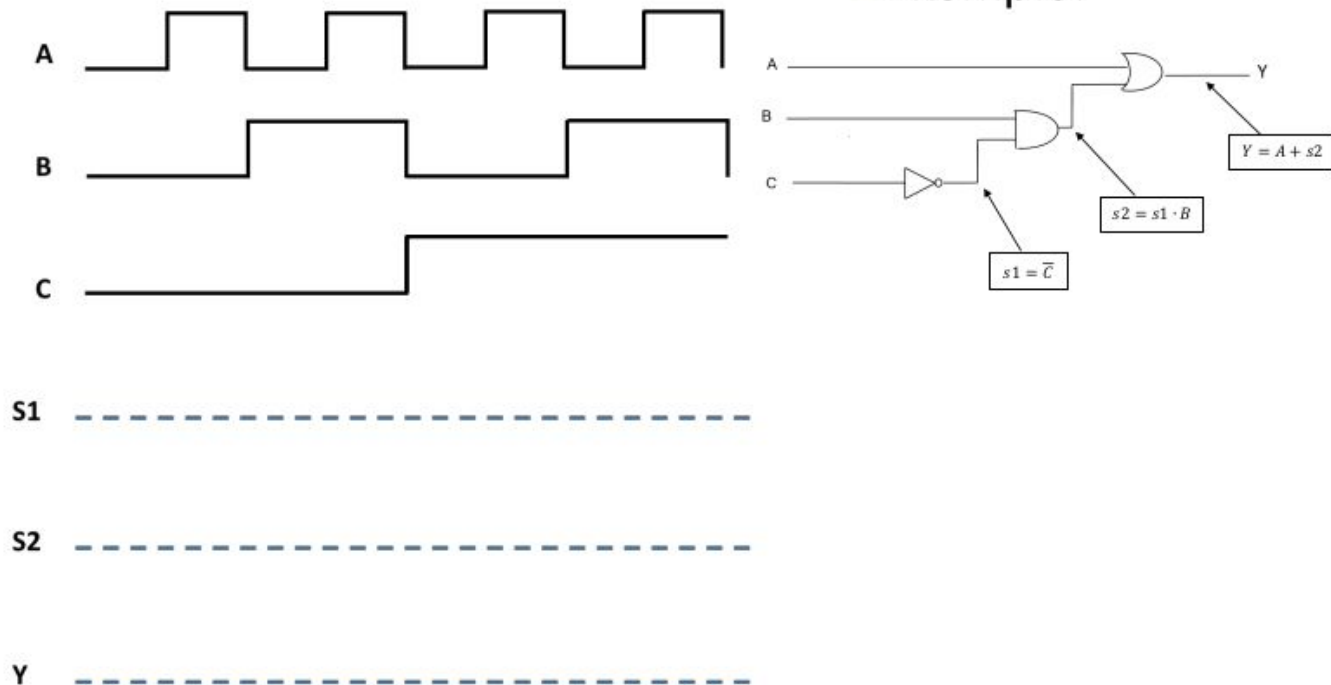 A
B
C
S1
S2
Y
A
B
C
Y
Y = A + s2
s2 = s1 · B
s1 = C̅